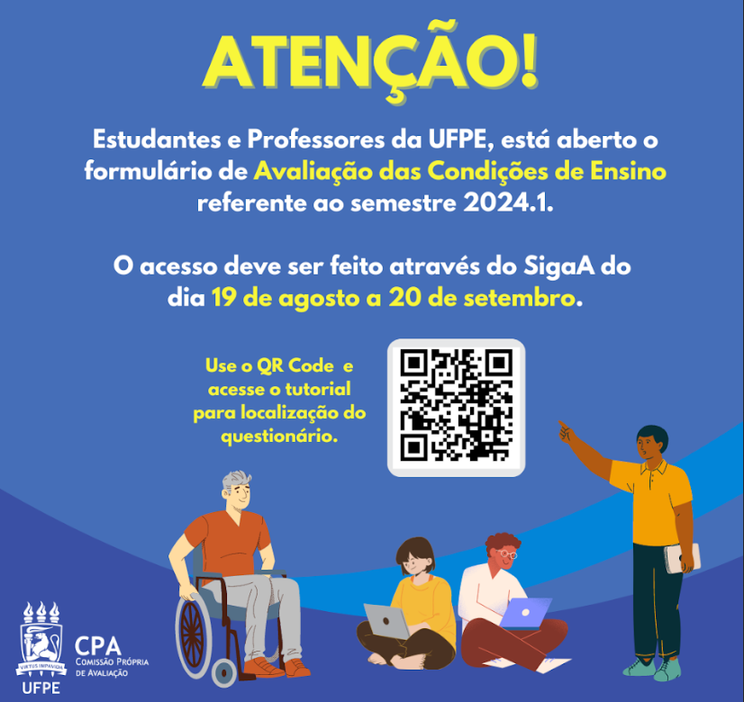 ATENÇÃO!
Estudantes e Professores da UFPE, está aberto o
formulário de Avaliação das Condições de Ensino
referente ao semestre 2024.1.
O acesso deve ser feito através do SigaA do
dia 19 de agosto a 20 de setembro.
Use o QR Code e
acesse o tutorial
para localização do
questionário.
VIRTUS IMPAVIDA
UFPE
CPA
COMISSÃO PRÓPRIA
DE AVALIAÇÃO